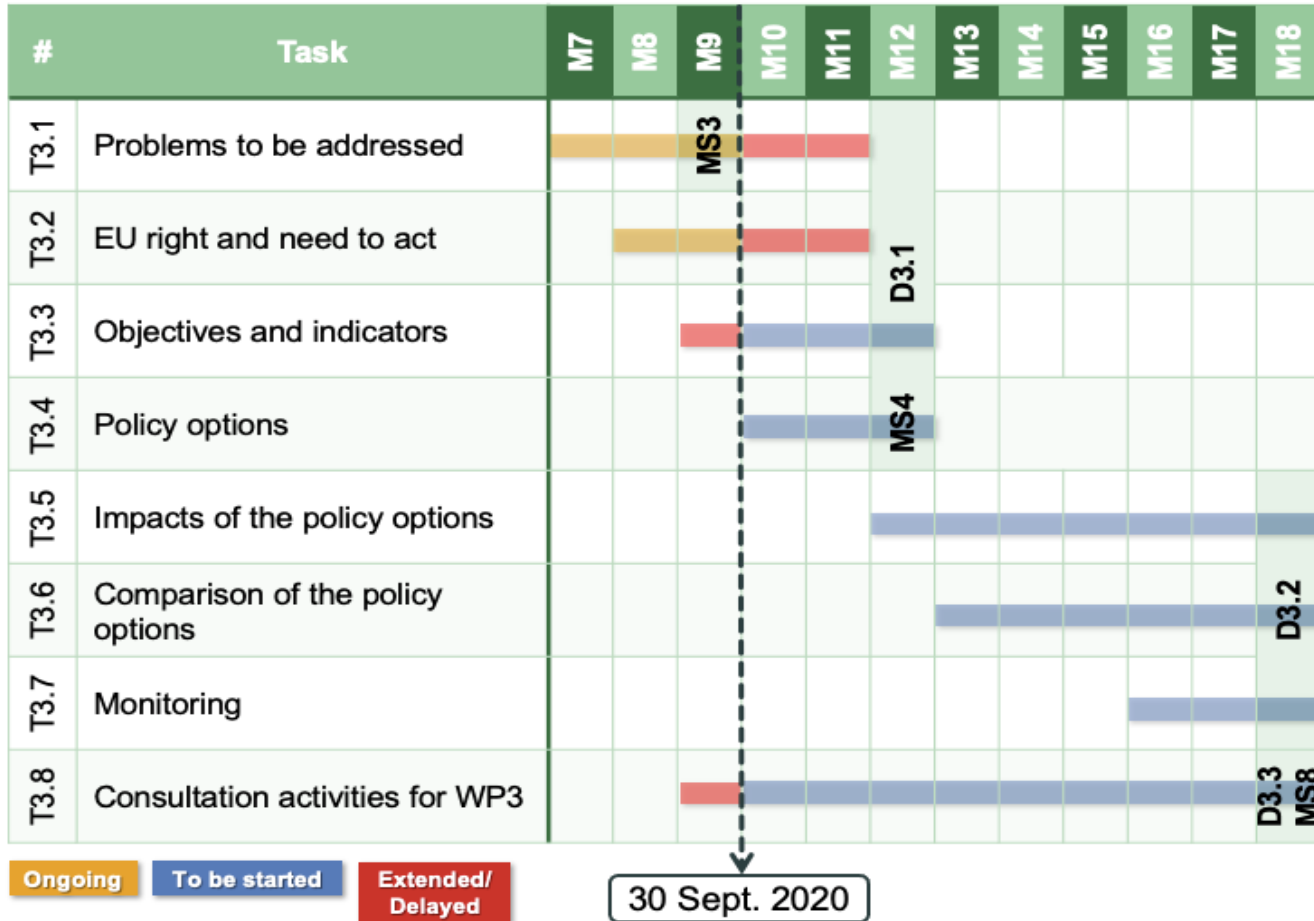 # Task M7 M8 M9 M10 M11 M12 M13 M14 M15 M16 M17 M18
T3.1 Problems to be addressed MS3
T3.2 EU right and need to act
D3.1
T3.3 Objectives and indicators
T3.4 Policy options MS4
T3.5 Impacts of the policy options
T3.6 Comparison of the policy
options D3.2
T3.7 Monitoring
T3.8 Consultation activities for WP3 D3.3
MS8
Ongoing To be started Extended/
Delayed
30 Sept. 2020